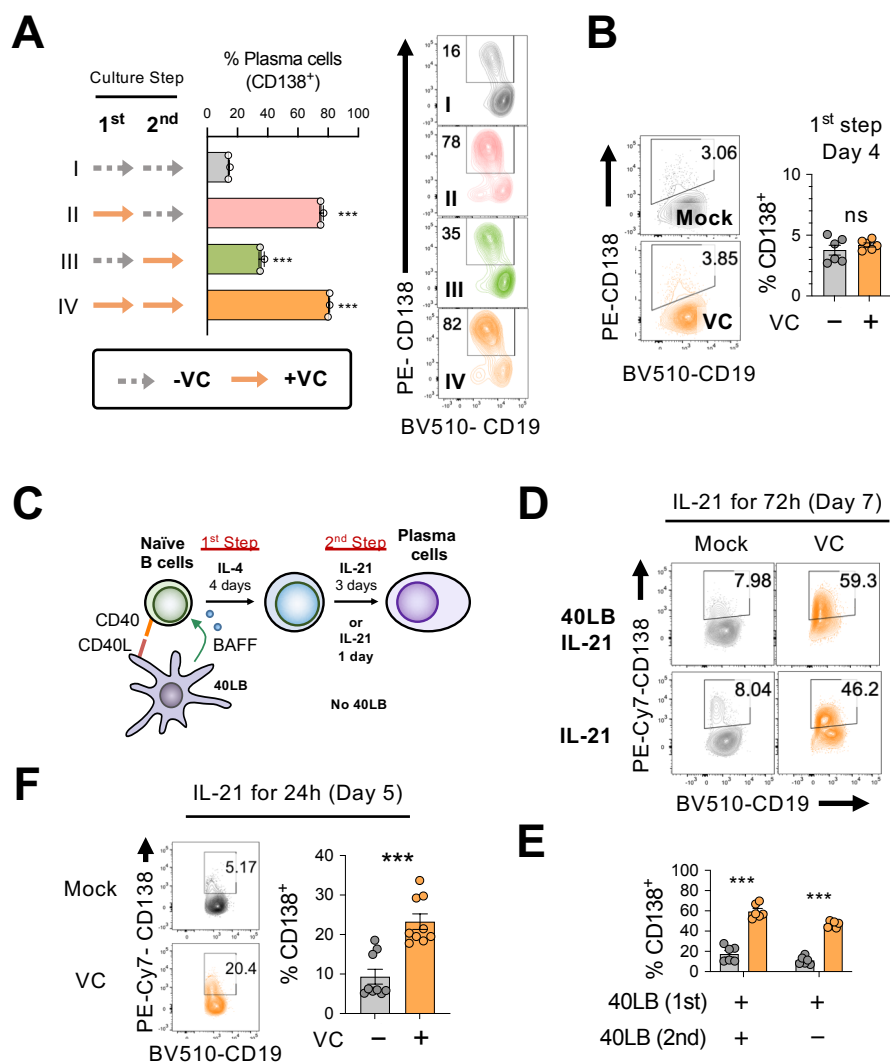 A
Culture Step
1st 2nd
% Plasma cells
(CD138+)
0 20 40 60 80 100
I
II ***
III ***
IV ***
-VC +VC
PE- CD138
16
I
78
II
35
III
82
IV
BV510- CD19
B
PE-CD138
3.06
Mock
3.85
VC
BV510-CD19
1st step
Day 4
% CD138+
10
5
0
ns
VC − +
C
Naïve
B cells
1st Step
IL-4
4 days
2nd Step
IL-21
3 days
or
IL-21
1 day
Plasma
cells
CD40
CD40L
BAFF
40LB
No 40LB
D
IL-21 for 72h (Day 7)
Mock VC
40LB
IL-21
7.98 59.3
IL-21
8.04 46.2
PE-Cy7-CD138
BV510-CD19
E
% CD138+
100
80
60
40
20
0
*** ***
40LB (1st) + +
40LB (2nd) + −
F
IL-21 for 24h (Day 5)
Mock
5.17
VC
20.4
PE-Cy7- CD138
BV510-CD19
% CD138+
40
30
20
10
0
***
VC − +